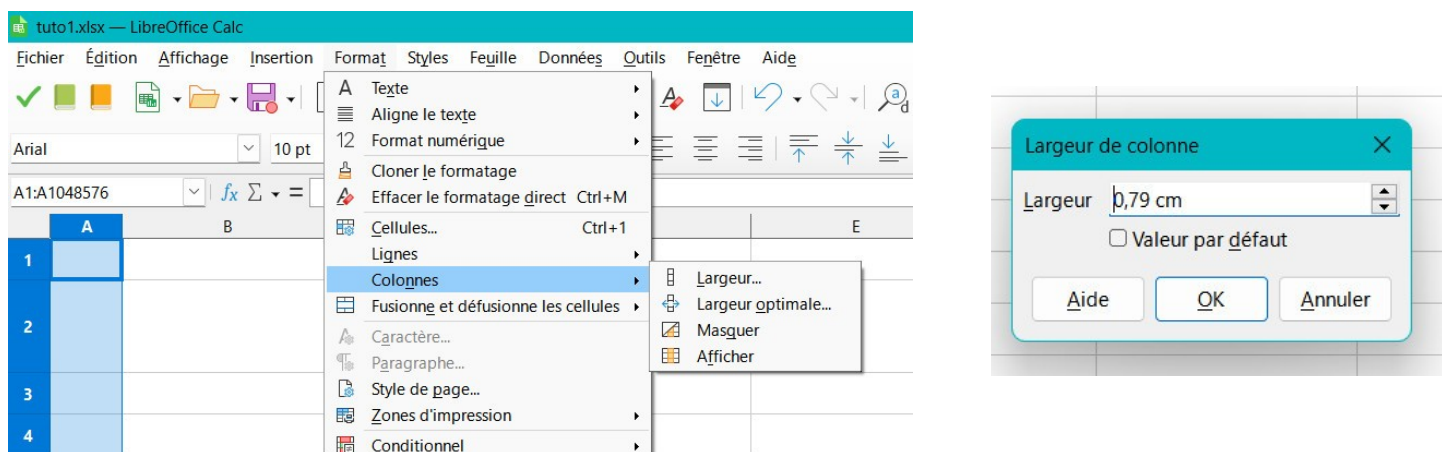 tuto1.xlsx — LibreOffice Calc
Fichier Édition Affichage Insertion Format Styles Feuille Données Outils Fenêtre Aide
Arial 10 pt
A1:A1048576
A B E
1
2
3
4
A Texte
Aligne le texte
12 Format numérique
Cloner le formatage
Effacer le formatage direct Ctrl+M
Cellules... Ctrl+1
Lignes
Colonnes
Fusionne et défusionne les cellules
Caractère...
Paragraphe...
Style de page...
Zones d'impression
Conditionnel
Largeur...
Largeur optimale...
Masquer
Afficher
Largeur de colonne
Largeur 0,79 cm
Valeur par défaut
Aide OK Annuler